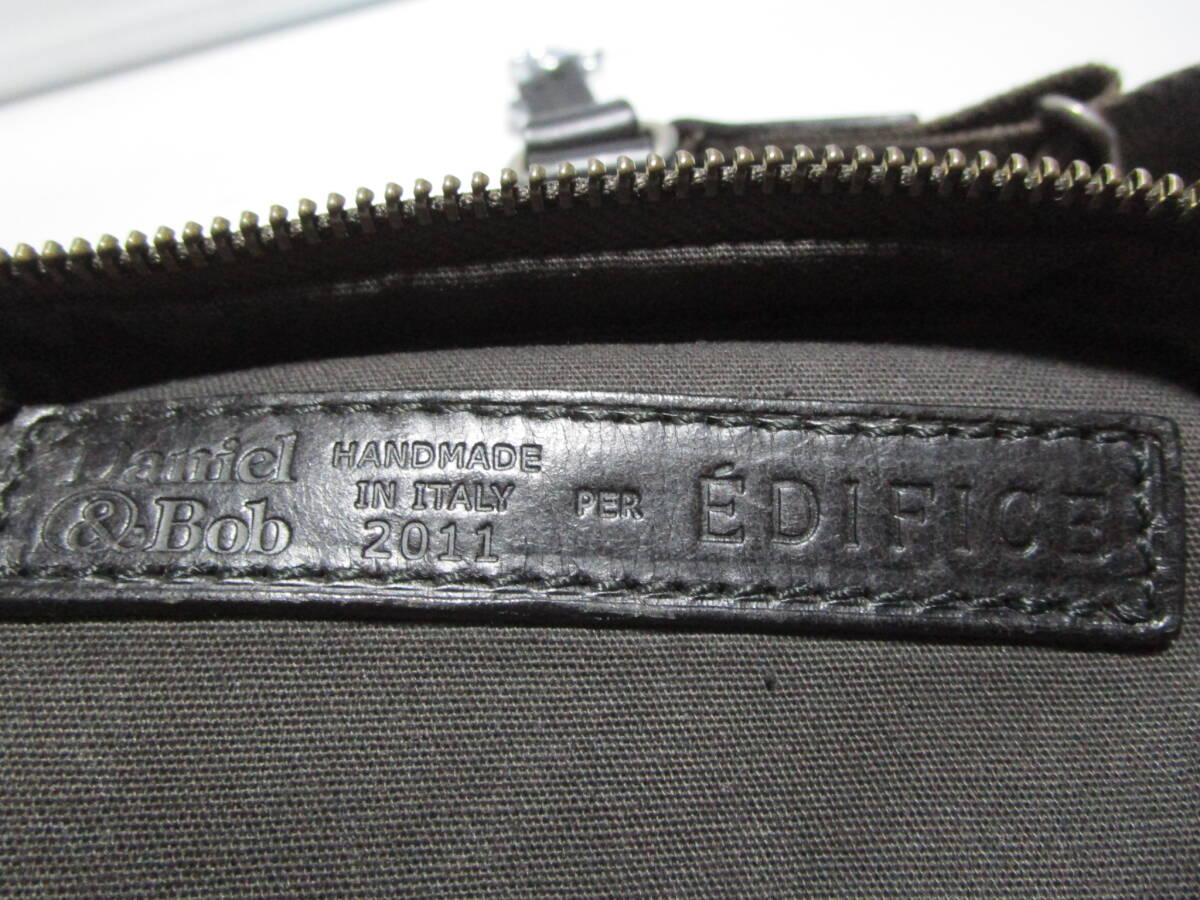 Daniel
& Bob
HANDMADE
IN ITALY
2011
PER
ÉDIFICE